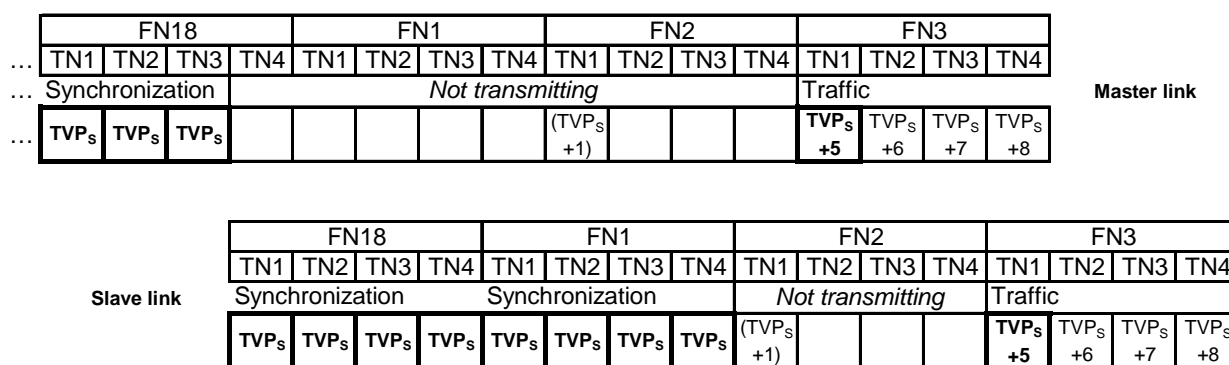 FN18 FN1 FN2 FN3
… TN1 TN2 TN3 TN4 TN1 TN2 TN3 TN4 TN1 TN2 TN3 TN4 TN1 TN2 TN3 TN4
… Synchronization Not transmitting Traffic Master link
… TVPS TVPS TVPS (TVPS +1) TVPS +5 TVPS +6 TVPS +7 TVPS +8
FN18 FN1 FN2 FN3
TN1 TN2 TN3 TN4 TN1 TN2 TN3 TN4 TN1 TN2 TN3 TN4 TN1 TN2 TN3 TN4
Slave link Synchronization Synchronization Not transmitting Traffic
TVPS TVPS TVPS TVPS TVPS TVPS TVPS TVPS (TVPS +1) TVPS +5 TVPS +6 TVPS +7 TVPS +8